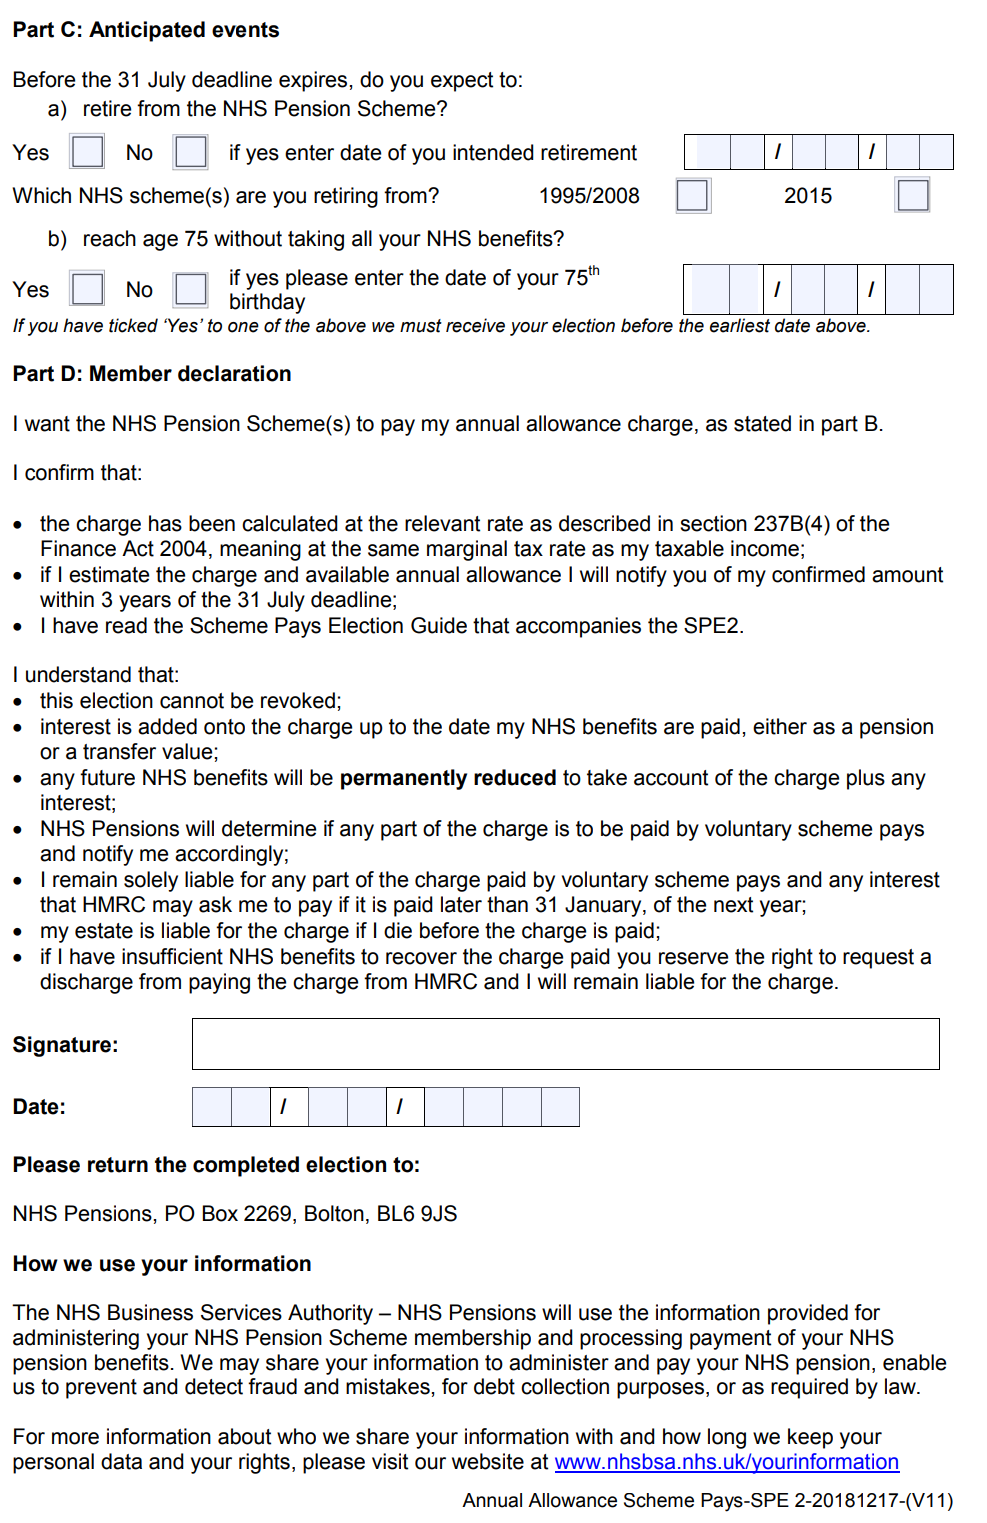 Part C: Anticipated events
Before the 31 July deadline expires, do you expect to:
a) retire from the NHS Pension Scheme?
Yes No if yes enter date of you intended retirement / /
Which NHS scheme(s) are you retiring from? 1995/2008 2015
b) reach age 75 without taking all your NHS benefits?
Yes No if yes please enter the date of your 75th
birthday / /
If you have ticked ‘Yes’ to one of the above we must receive your election before the earliest date above.
Part D: Member declaration
I want the NHS Pension Scheme(s) to pay my annual allowance charge, as stated in part B.
I confirm that:
• the charge has been calculated at the relevant rate as described in section 237B(4) of the
Finance Act 2004, meaning at the same marginal tax rate as my taxable income;
• if I estimate the charge and available annual allowance I will notify you of my confirmed amount
within 3 years of the 31 July deadline;
• I have read the Scheme Pays Election Guide that accompanies the SPE2.
I understand that:
• this election cannot be revoked;
• interest is added onto the charge up to the date my NHS benefits are paid, either as a pension
or a transfer value;
• any future NHS benefits will be permanently reduced to take account of the charge plus any
interest;
• NHS Pensions will determine if any part of the charge is to be paid by voluntary scheme pays
and notify me accordingly;
• I remain solely liable for any part of the charge paid by voluntary scheme pays and any interest
that HMRC may ask me to pay if it is paid later than 31 January, of the next year;
• my estate is liable for the charge if I die before the charge is paid;
• if I have insufficient NHS benefits to recover the charge paid you reserve the right to request a
discharge from paying the charge from HMRC and I will remain liable for the charge.
Signature:
Date: / /
Please return the completed election to:
NHS Pensions, PO Box 2269, Bolton, BL6 9JS
How we use your information
The NHS Business Services Authority – NHS Pensions will use the information provided for
administering your NHS Pension Scheme membership and processing payment of your NHS
pension benefits. We may share your information to administer and pay your NHS pension, enable
us to prevent and detect fraud and mistakes, for debt collection purposes, or as required by law.
For more information about who we share your information with and how long we keep your
personal data and your rights, please visit our website at www.nhsbsa.nhs.uk/yourinformation
Annual Allowance Scheme Pays-SPE 2-20181217-(V11)